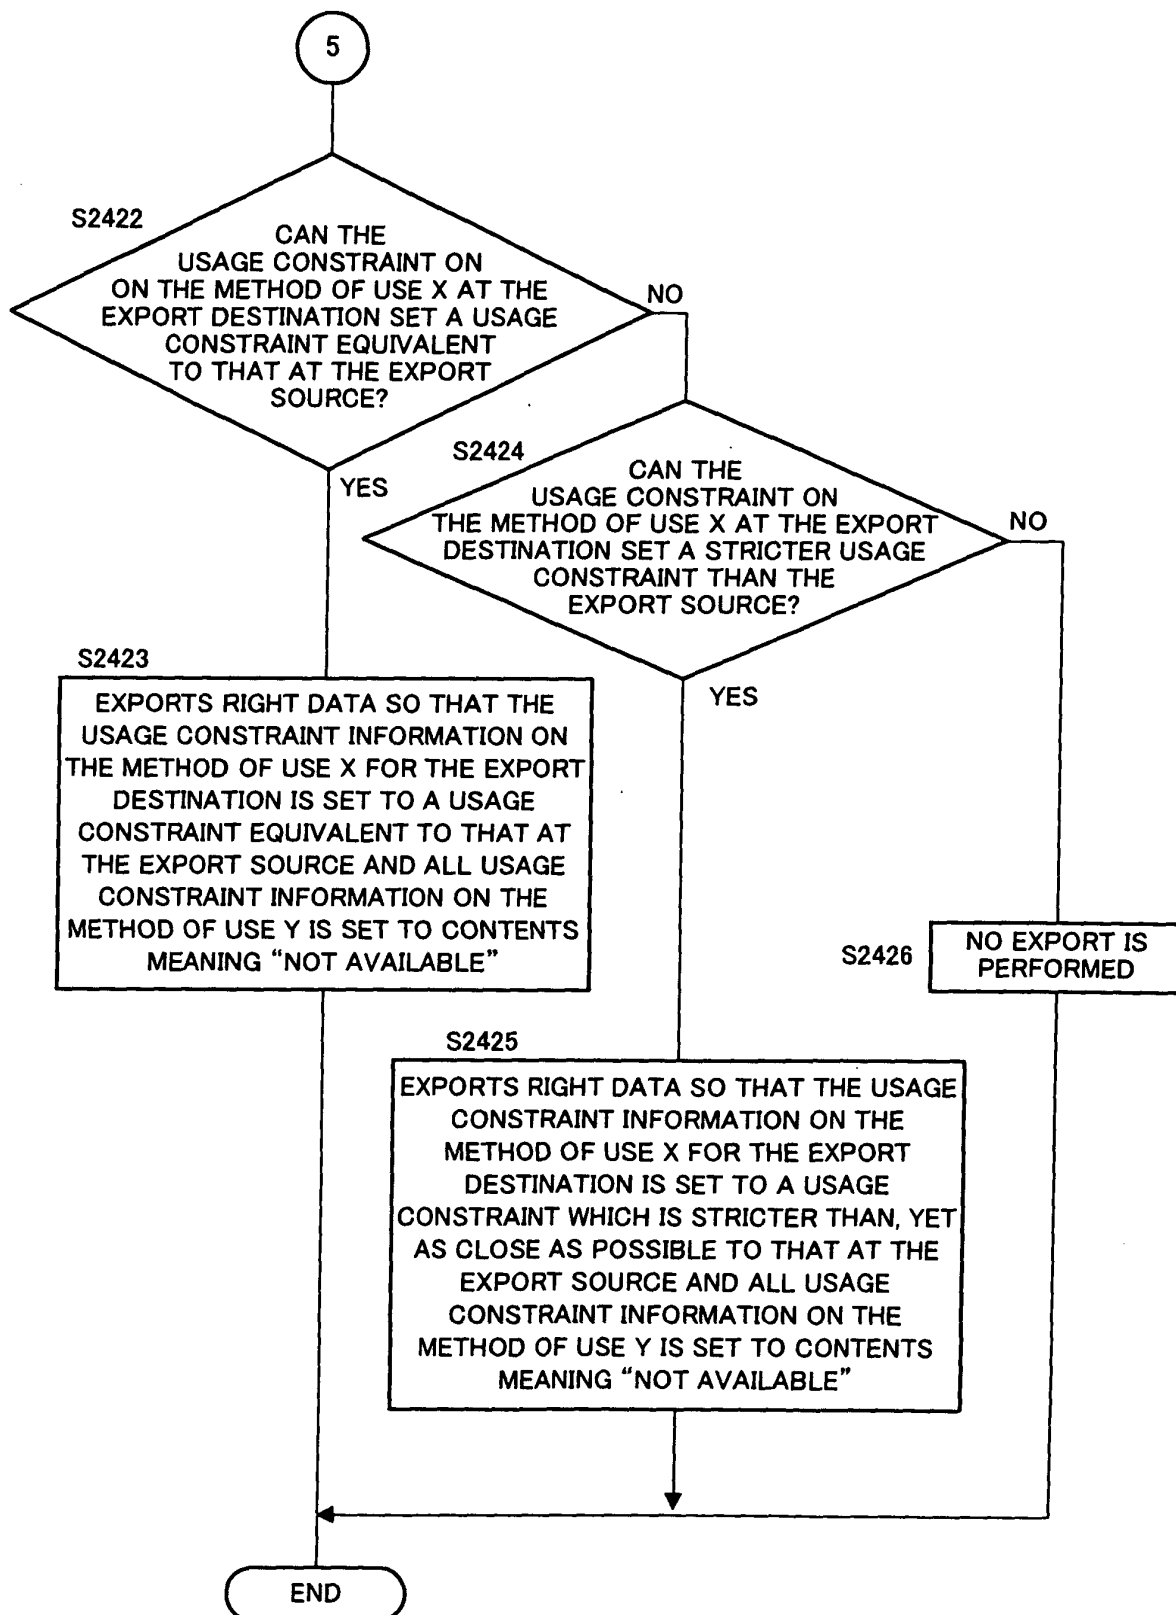 5
S2422
CAN THE
USAGE CONSTRAINT ON
ON THE METHOD OF USE X AT THE
EXPORT DESTINATION SET A USAGE
CONSTRAINT EQUIVALENT
TO THAT AT THE EXPORT
SOURCE?
NO
YES
S2424
CAN THE
USAGE CONSTRAINT ON
THE METHOD OF USE X AT THE EXPORT
DESTINATION SET A STRICTER USAGE
CONSTRAINT THAN THE
EXPORT SOURCE?
NO
YES
S2423
EXPORTS RIGHT DATA SO THAT THE
USAGE CONSTRAINT INFORMATION ON
THE METHOD OF USE X FOR THE EXPORT
DESTINATION IS SET TO A USAGE
CONSTRAINT EQUIVALENT TO THAT AT
THE EXPORT SOURCE AND ALL USAGE
CONSTRAINT INFORMATION ON THE
METHOD OF USE Y IS SET TO CONTENTS
MEANING “NOT AVAILABLE”
S2426
NO EXPORT IS
PERFORMED
S2425
EXPORTS RIGHT DATA SO THAT THE USAGE
CONSTRAINT INFORMATION ON THE
METHOD OF USE X FOR THE EXPORT
DESTINATION IS SET TO A USAGE
CONSTRAINT WHICH IS STRICTER THAN, YET
AS CLOSE AS POSSIBLE TO THAT AT THE
EXPORT SOURCE AND ALL USAGE
CONSTRAINT INFORMATION ON THE
METHOD OF USE Y IS SET TO CONTENTS
MEANING “NOT AVAILABLE”
END